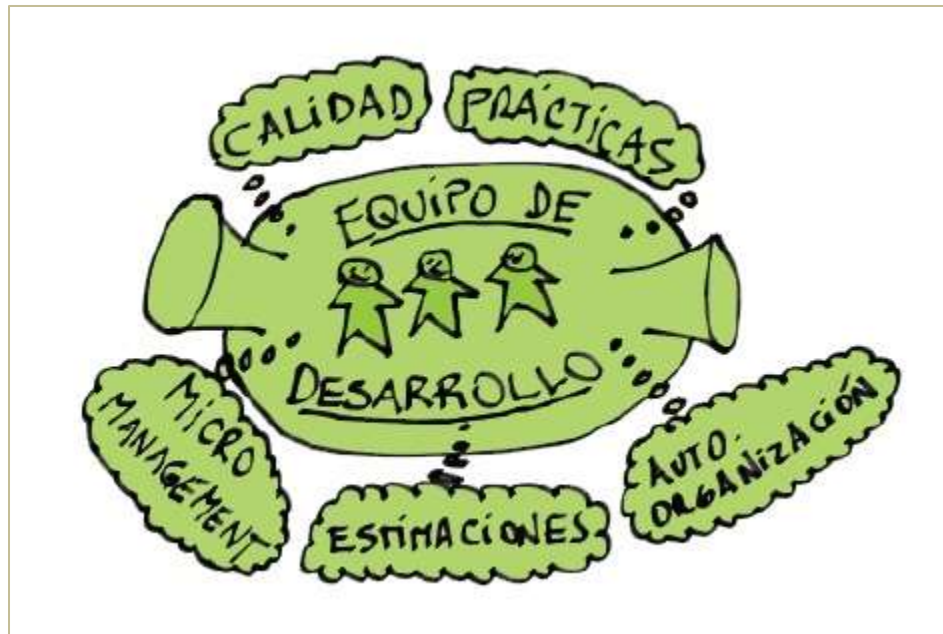 CALiDAD
PRÁCTiCAS
EQUiPO DE
DESARROLLO
MiCRO
MANAGEMENT
ESTiMACiONES
AUTO-
ORGANiZACiÓN